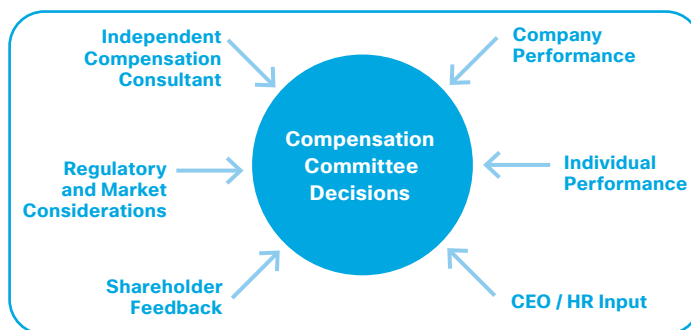 Independent
Compensation
Consultant
Company
Performance
Compensation
Committee
Decisions
Regulatory
and Market
Considerations
Individual
Performance
Shareholder
Feedback
CEO / HR Input